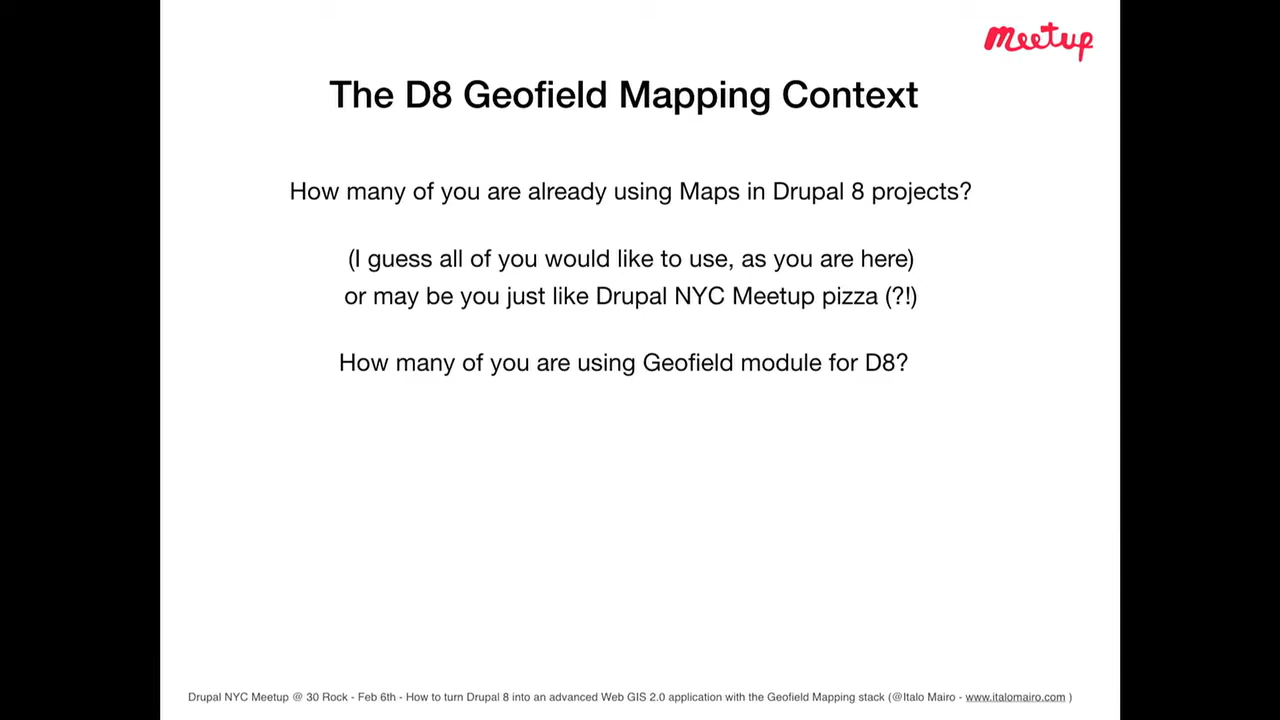 Meetup
The D8 Geofield Mapping Context
How many of you are already using Maps in Drupal 8 projects?
(I guess all of you would like to use, as you are here)
or may be you just like Drupal NYC Meetup pizza (?!)
How many of you are using Geofield module for D8?
Drupal NYC Meetup @ 30 Rock - Feb 6th - How to turn Drupal 8 into an advanced Web GIS 2.0 application with the Geofield Mapping stack (@Italo Mairo - www.italomairo.com )